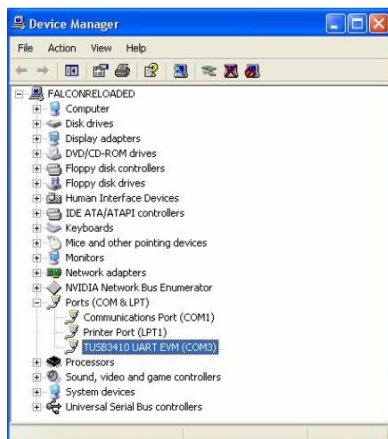 Device Manager
File Action View Help
FALCONRELOADED
Computer
Disk drives
Display adapters
DVD/CD-ROM drives
Floppy disk controllers
Floppy disk drives
Human Interface Devices
IDE ATA/ATAPI controllers
Keyboards
Mice and other pointing devices
Monitors
Network adapters
NVIDIA Network Bus Enumerator
Ports (COM & LPT)
Communications Port (COM1)
Printer Port (LPT1)
TUSB3410 UART EVM (COM3)
Processors
Sound, video and game controllers
System devices
Universal Serial Bus controllers